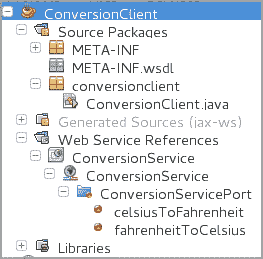 ConversionClient
Source Packages
META-INF
META-INF.wsdl
conversionclient
ConversionClient.java
Generated Sources (jax-ws)
Web Service References
ConversionService
ConversionService
ConversionServicePort
celsiusToFahrenheit
fahrenheitToCelsius
Libraries